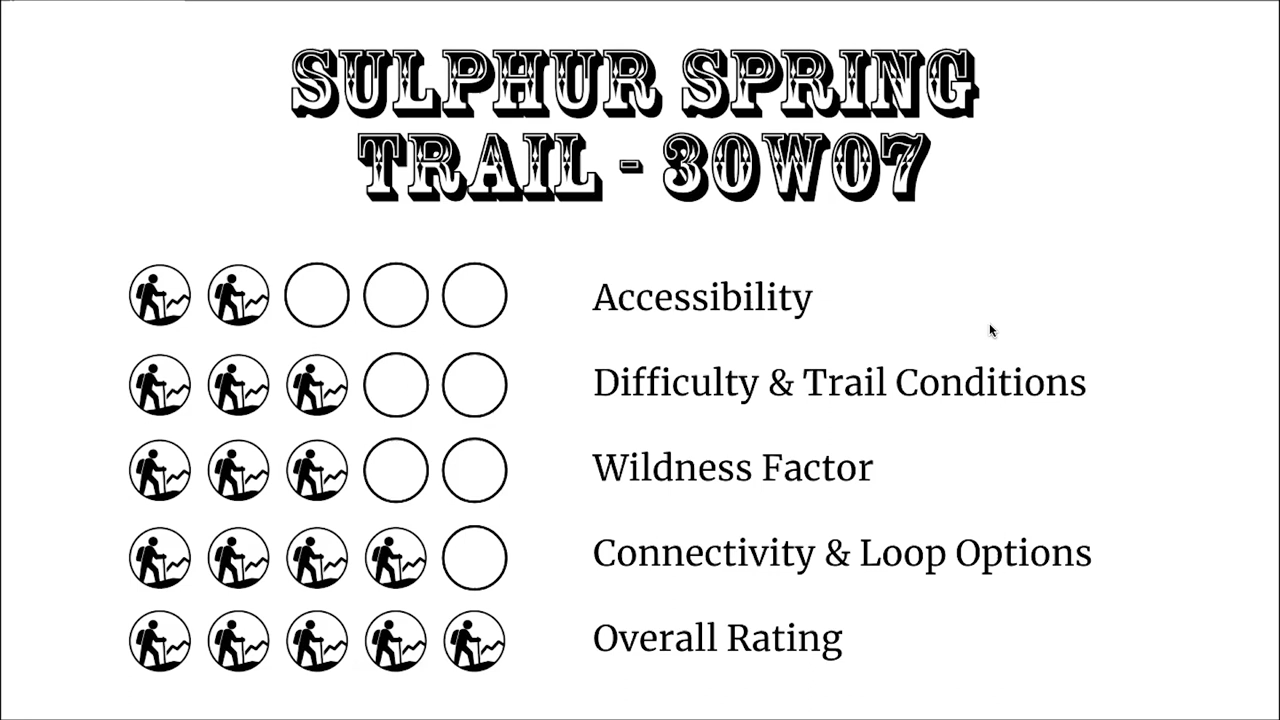 SULPHUR SPRING
TRAIL - 30W07
Accessibility
Difficulty & Trail Conditions
Wildness Factor
Connectivity & Loop Options
Overall Rating